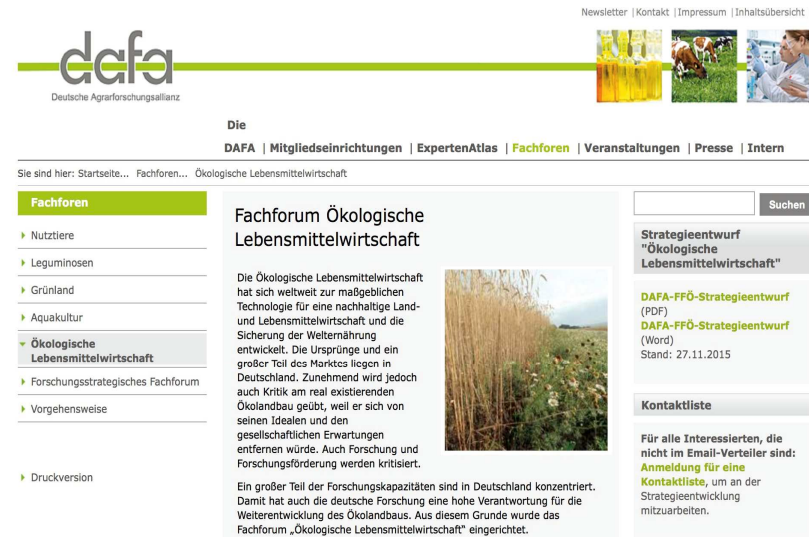 Newsletter | Kontakt | Impressum | Inhaltsübersicht
dafa
Deutsche Agrarforschungsallianz
Die
DAFA | Mitgliedseinrichtungen | ExpertenAtlas | Fachforen | Veranstaltungen | Presse | Intern
Sie sind hier: Startseite... Fachforen... Ökologische Lebensmittelwirtschaft
Fachforen
Nutztiere
Leguminosen
Grünland
Aquakultur
Ökologische
Lebensmittelwirtschaft
Forschungsstrategisches Fachforum
Vorgehensweise
Druckversion
Fachforum Ökologische
Lebensmittelwirtschaft
Die Ökologische Lebensmittelwirtschaft
hat sich weltweit zur maßgeblichen
Technologie für eine nachhaltige Land-
und Lebensmittelwirtschaft und die
Sicherung der Welternährung
entwickelt. Die Ursprünge und ein
großer Teil des Marktes liegen in
Deutschland. Zunehmend wird jedoch
auch Kritik am real existierenden
Ökolandbau geübt, weil er sich von
seinen Idealen und den
gesellschaftlichen Erwartungen
entfernen würde. Auch Forschung und
Forschungsförderung werden kritisiert.
Ein großer Teil der Forschungskapazitäten sind in Deutschland konzentriert.
Damit hat auch die deutsche Forschung eine hohe Verantwortung für die
Weiterentwicklung des Ökolandbaus. Aus diesem Grunde wurde das
Fachforum „Ökologische Lebensmittelwirtschaft" eingerichtet.
Suchen
Strategieentwurf
"Ökologische
Lebensmittelwirtschaft"
DAFA-FFÖ-Strategieentwurf
(PDF)
DAFA-FFÖ-Strategieentwurf
(Word)
Stand: 27.11.2015
Kontaktliste
Für alle Interessierten, die
nicht im Email-Verteiler sind:
Anmeldung für eine
Kontaktliste, um an der
Strategieentwicklung
mitzuarbeiten.